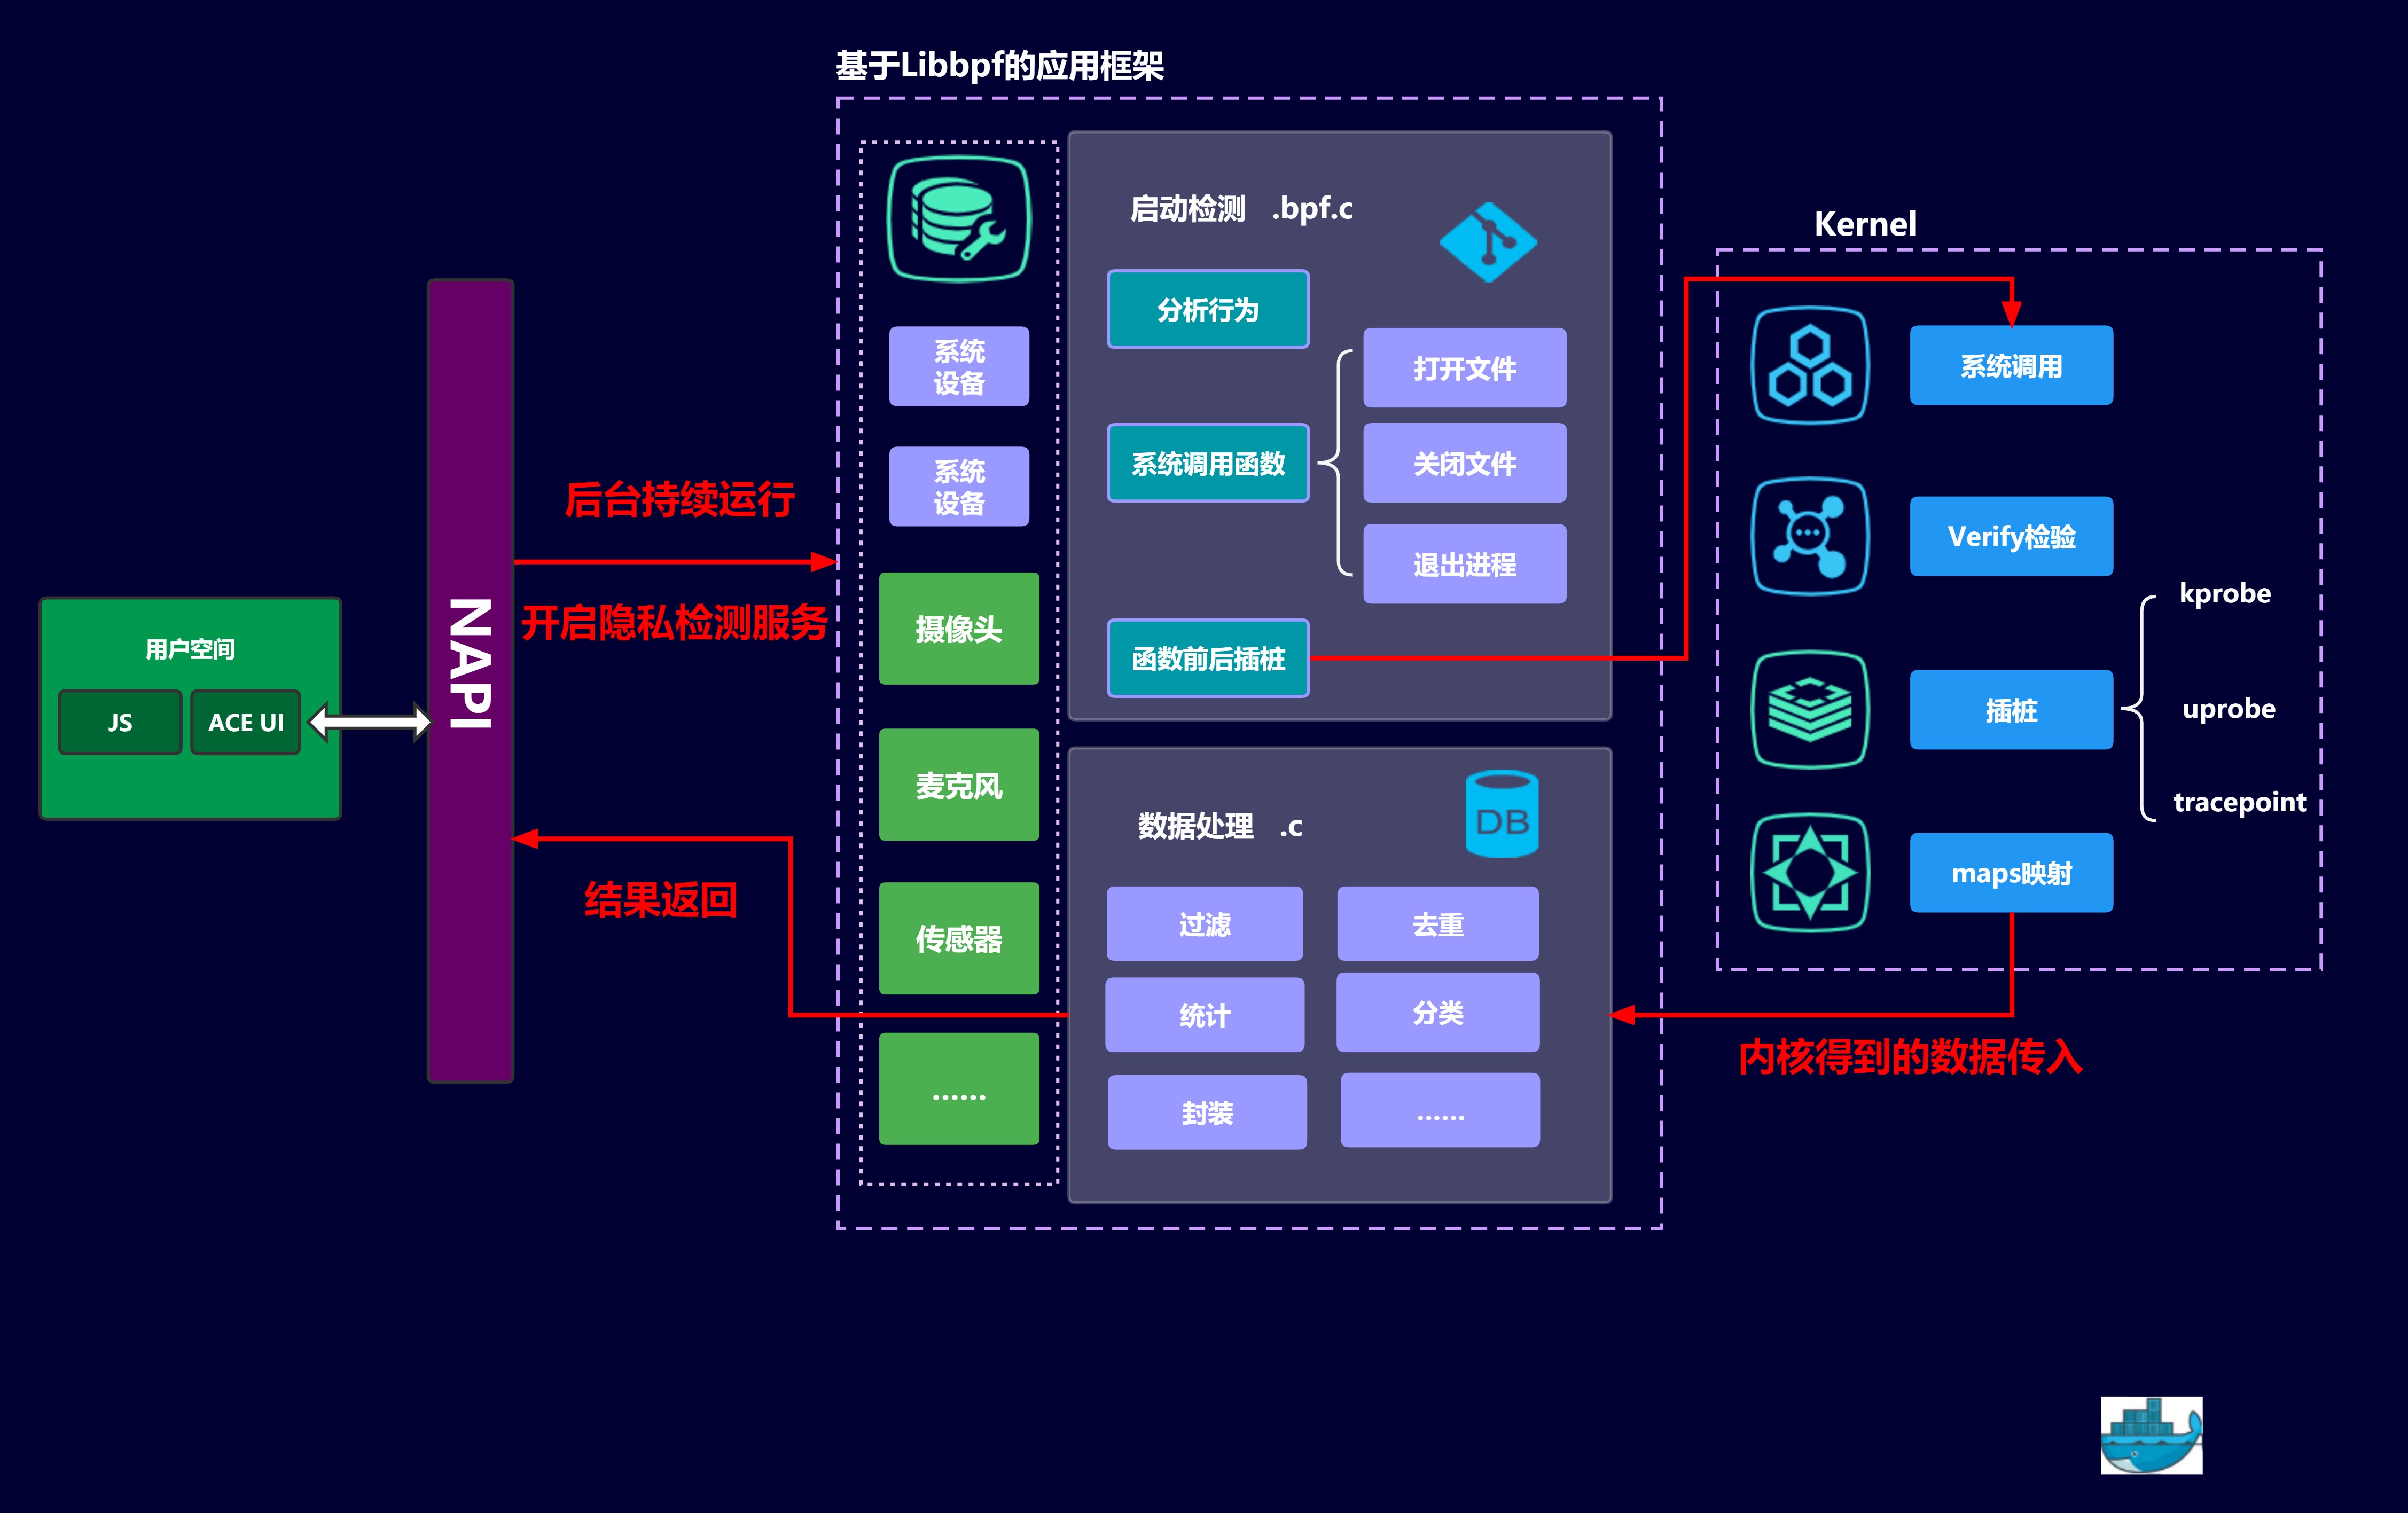 基于Libbpf的应用框架
用户空间
JS
ACE UI
NAPI
后台持续运行
开启隐私检测服务
结果返回
系统
设备
系统
设备
摄像头
麦克风
传感器
......
启动检测 .bpf.c
分析行为
系统调用函数
打开文件
关闭文件
退出进程
函数前后插桩
数据处理 .c
DB
过滤
去重
统计
分类
封装
......
Kernel
系统调用
Verify检验
插桩
kprobe
uprobe
tracepoint
maps映射
内核得到的数据传入